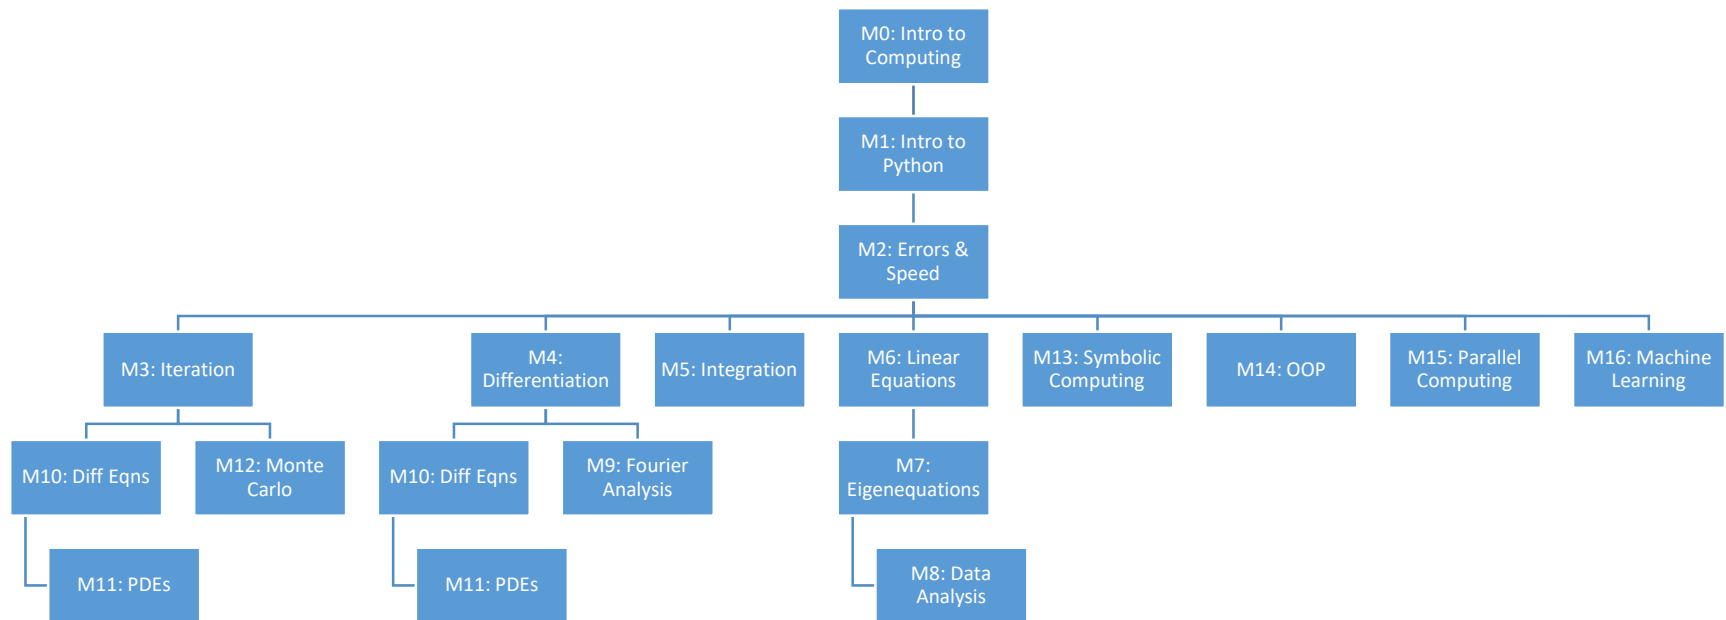 M0: Intro to
Computing
M1: Intro to
Python
M2: Errors &
Speed
M3: Iteration
M4:
Differentiation
M5: Integration
M6: Linear
Equations
M13: Symbolic
Computing
M14: OOP
M15: Parallel
Computing
M16: Machine
Learning
M10: Diff Eqns
M12: Monte
Carlo
M10: Diff Eqns
M9: Fourier
Analysis
M7:
Eigenequations
M11: PDEs
M11: PDEs
M8: Data
Analysis